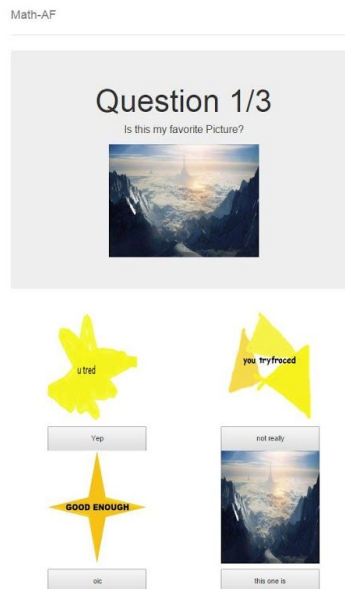 Math-AF
Question 1/3
Is this my favorite Picture?
u tred
you tryfroced
Yep
not really
GOOD ENOUGH
oic
this one is